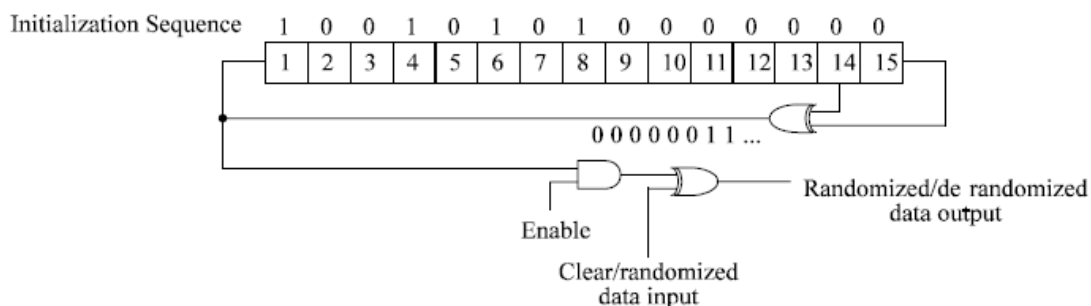 Initialization Sequence 1 0 0 1 0 1 0 1 0 0 0 0 0 0 0
1 2 3 4 5 6 7 8 9 10 11 12 13 14 15
0 0 0 0 0 0 1 1 ...
Enable
Clear/randomized
data input
Randomized/de randomized
data output